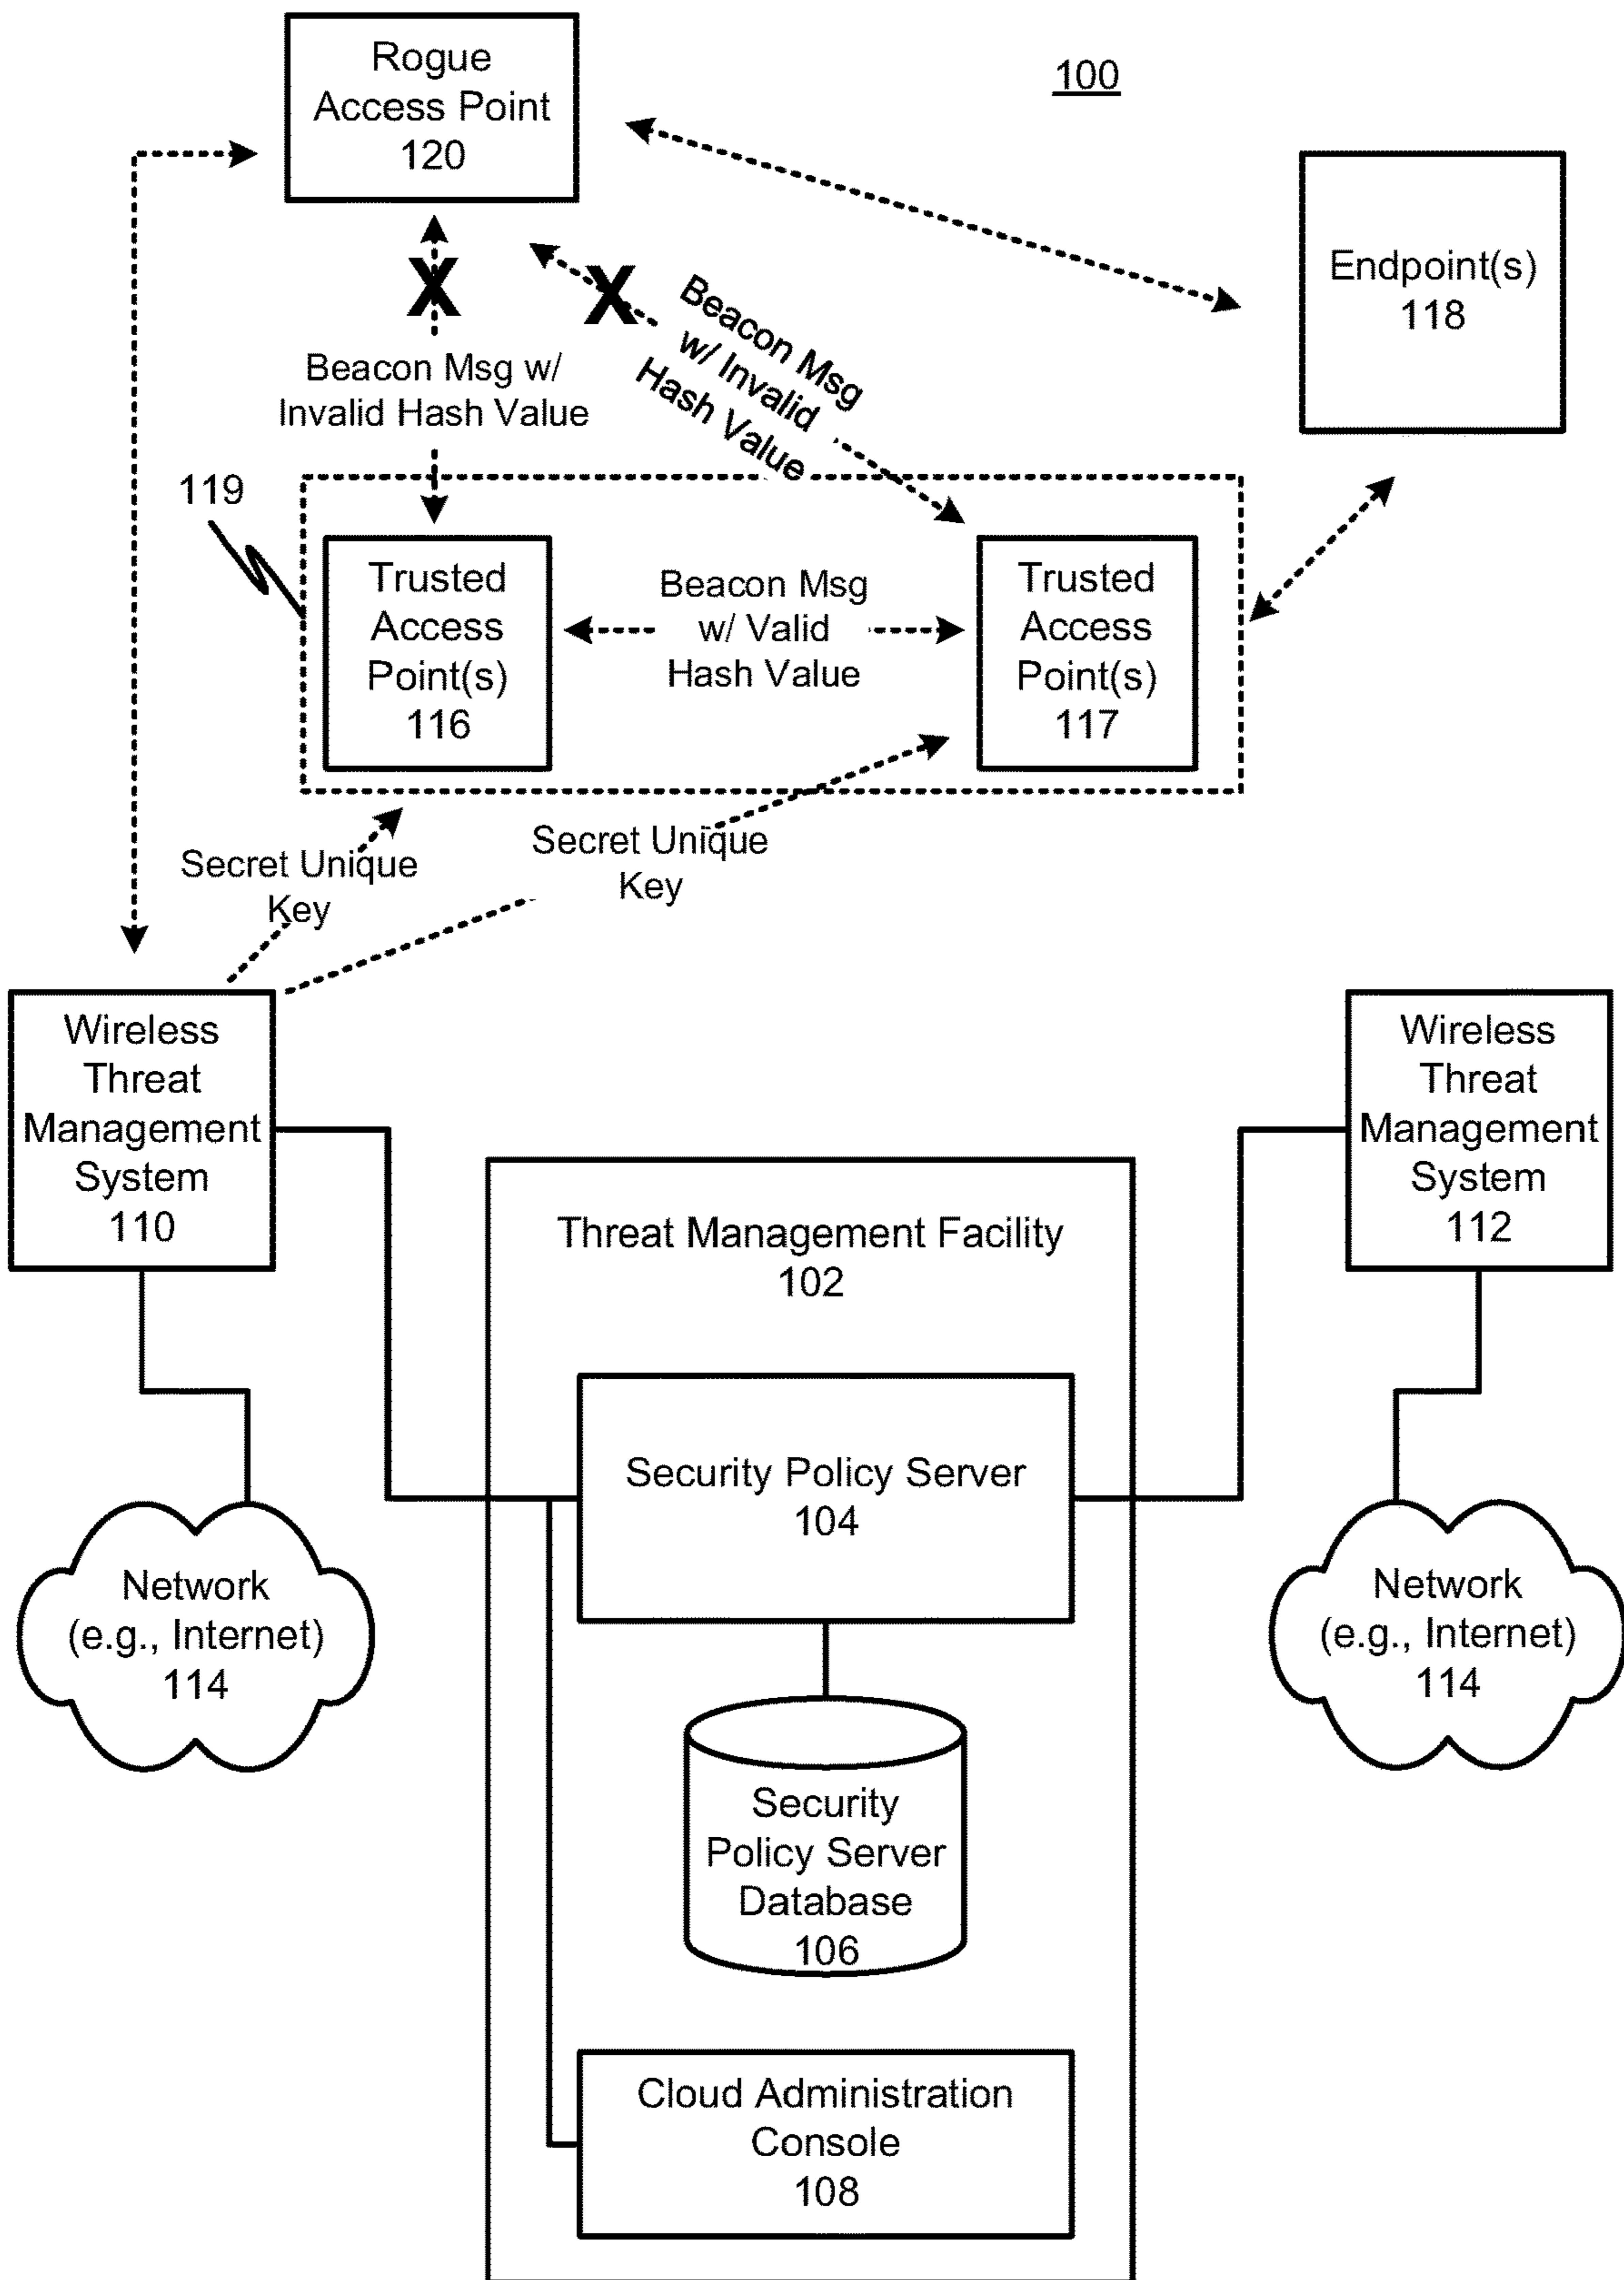 Rogue
Access Point
120
100
Endpoint(s)
118
Beacon Msg w/
Invalid Hash Value
Beacon Msg
w/ Invalid
Hash Value
119
Trusted
Access
Point(s)
116
Beacon Msg
w/ Valid
Hash Value
Trusted
Access
Point(s)
117
Secret Unique
Key
Secret Unique
Key
Wireless
Threat
Management
System
110
Wireless
Threat
Management
System
112
Threat Management Facility
102
Security Policy Server
104
Network
(e.g., Internet)
114
Network
(e.g., Internet)
114
Security
Policy Server
Database
106
Cloud Administration
Console
108